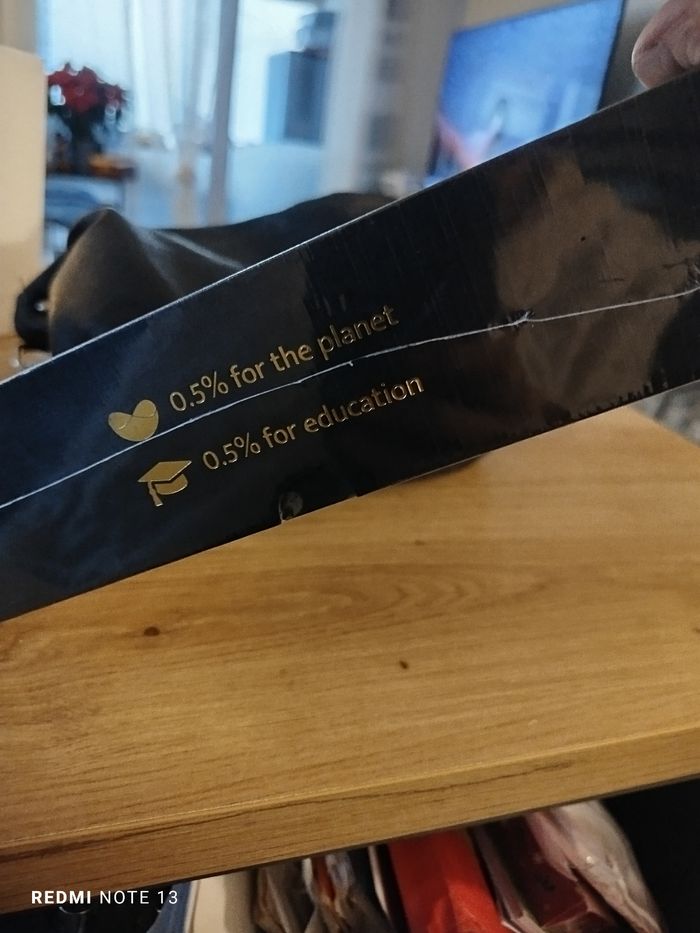 0.5% for the planet
0.5% for education
REDMI NOTE 13